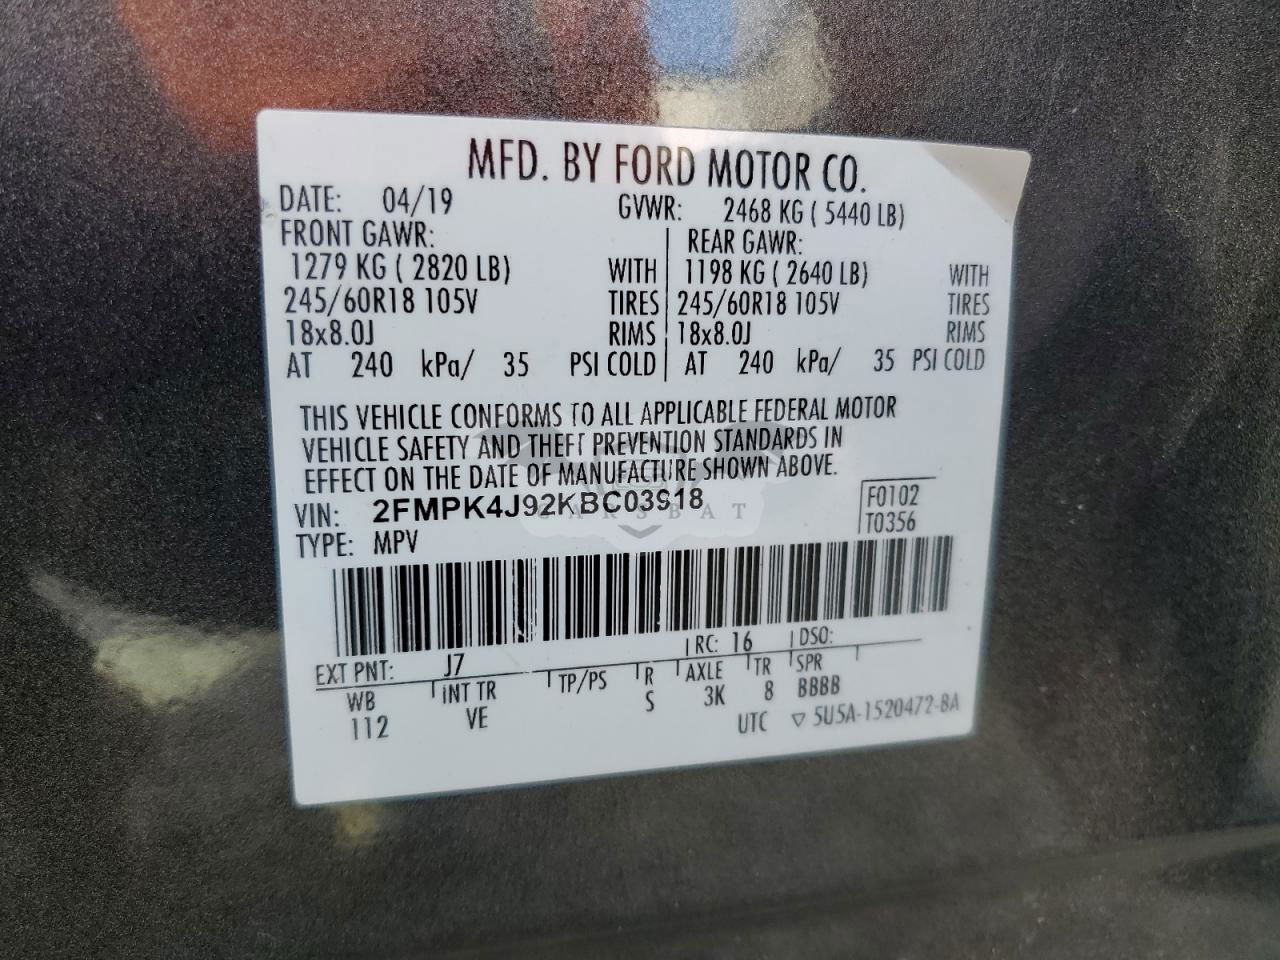 MFD. BY FORD MOTOR CO.
DATE: 04/19 GVWR: 2468 KG ( 5440 LB)
FRONT GAWR: REAR GAWR:
1279 KG ( 2820 LB) WITH 1198 KG ( 2640 LB) WITH
245/60R18 105V TIRES 245/60R18 105V TIRES
18x8.0J RIMS 18x8.0J RIMS
AT 240 kPa/ 35 PSI COLD AT 240 kPa/ 35 PSI COLD
THIS VEHICLE CONFORMS TO ALL APPLICABLE FEDERAL MOTOR
VEHICLE SAFETY AND THEFT PREVENTION STANDARDS IN
EFFECT ON THE DATE OF MANUFACTURE SHOWN ABOVE.
VIN: F0102
CARSBAT
TYPE: MPV T0356
RC: 16 DSO:
EXT PNT: J7
WB INT TR TP/PS R AXLE TR SPR
112 VE S 3K 8 BBBB
UTC ▽ 5U5A-1520472-BA